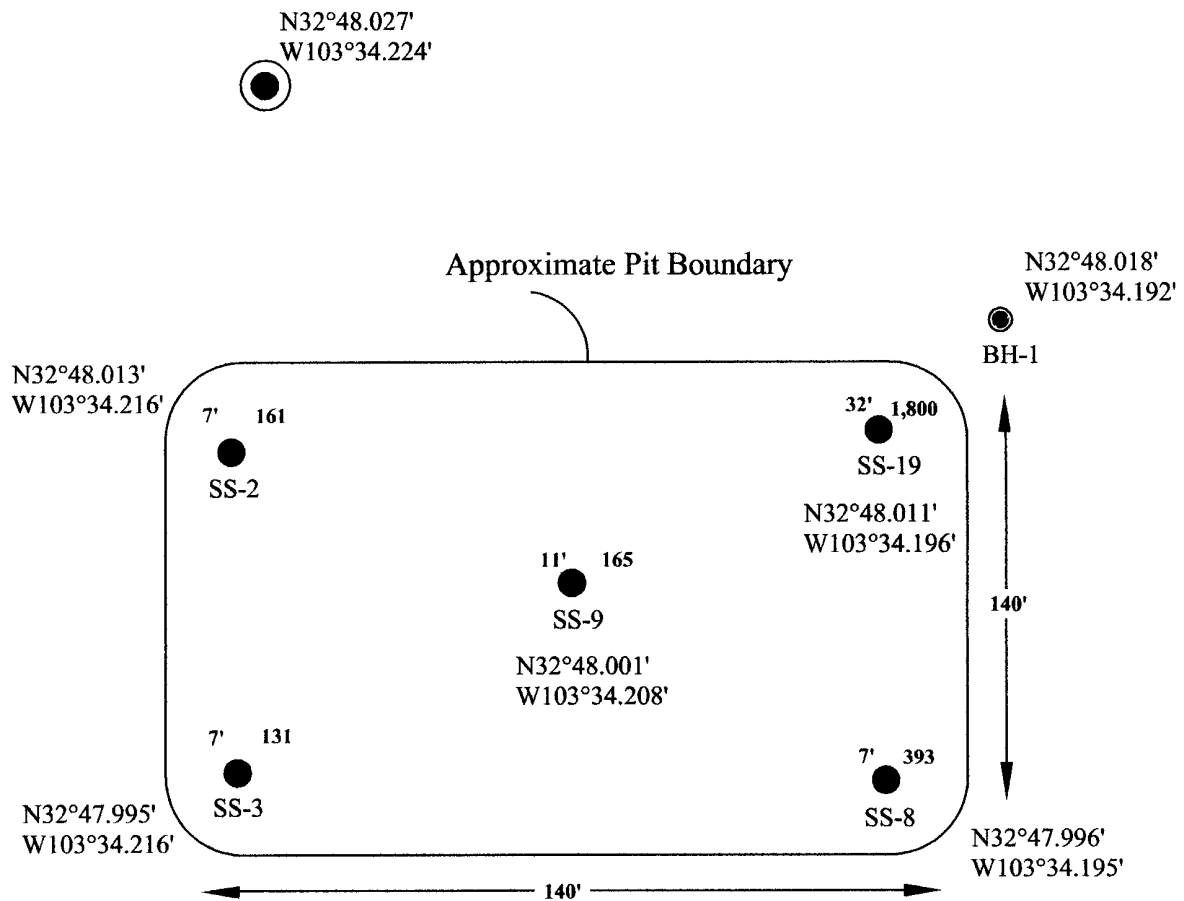 N32°48.027'
W103°34.224'
Approximate Pit Boundary
N32°48.018'
W103°34.192'
BH-1
N32°48.013'
W103°34.216'
7' 161
SS-2
32' 1,800
SS-19
N32°48.011'
W103°34.196'
11' 165
SS-9
N32°48.001'
W103°34.208'
140'
7' 131
SS-3
7' 393
SS-8
N32°47.995'
W103°34.216'
N32°47.996'
W103°34.195'
140'